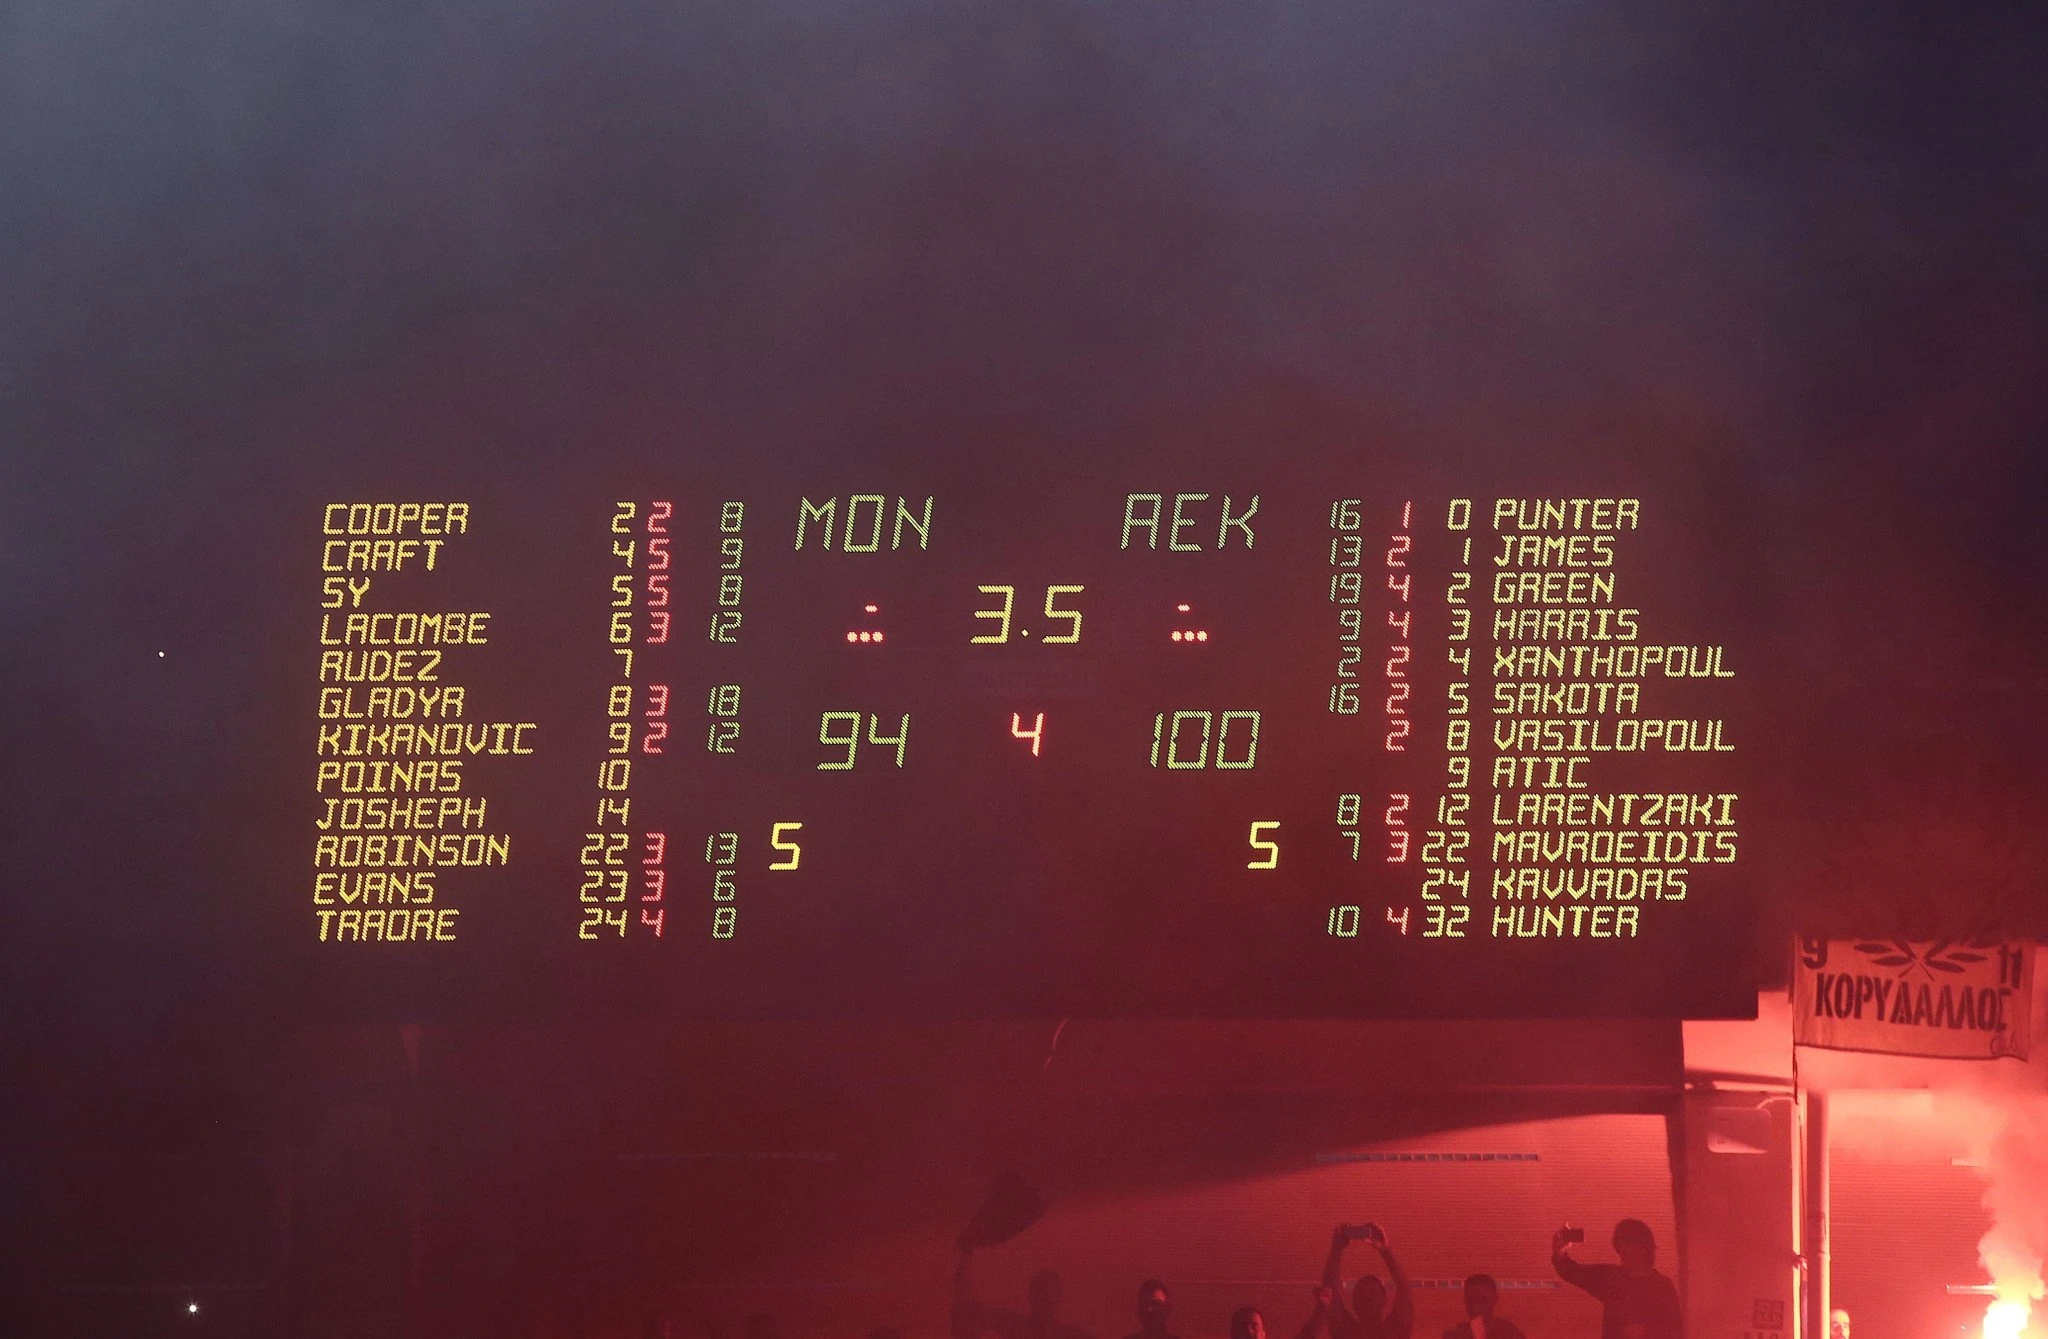 MON AEK
3.5
94 4 100
5 5
COOPER 2 2 8
CRAFT 4 5 9
SY 5 5 8
LACOMBE 6 3 12
RUDEZ 7
GLADYR 8 3 18
KIKANOVIC 9 2 12
POINAS 10
JOSHEPH 14
ROBINSON 22 3 13
EVANS 23 3 6
TRAORE 24 4 8
16 1 0 PUNTER
13 2 1 JAMES
19 4 2 GREEN
9 4 3 HARRIS
2 2 4 XANTHOPOUL
16 2 5 SAKOTA
2 8 VASILOPOUL
9 ATIC
8 2 12 LARENTZAKI
7 3 22 MAVROEIDIS
24 KAVVADAS
10 4 32 HUNTER
9 11
ΚΟΡΥΔΑΛΛΟΣ